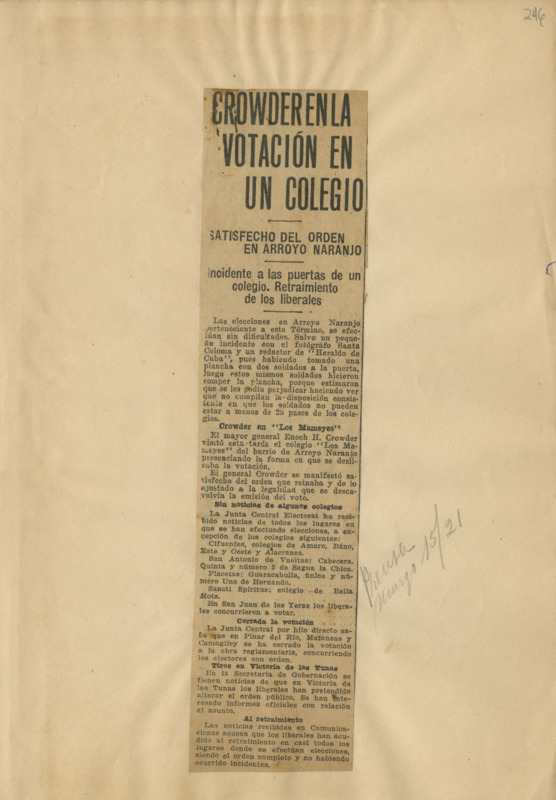 246
CROWDER EN LA
VOTACIÓN EN
UN COLEGIO
SATISFECHO DEL ORDEN
EN ARROYO NARANJO
Incidente a las puertas de un
colegio. Retraimiento
de los liberales
Las elecciones en Arroyo Naranjo
perteneciente a este Término, se efec-
túan sin dificultades. Salvo un peque-
ño incidente con el fotógrafo Santa
Coloma y un redactor de "Heraldo de
Cuba", pues habiendo tomado una
plancha con dos soldados a la puerta,
luego estos mismos soldados hicieron
romper la plancha, porque estimaron
que se les podía perjudicar haciendo ver
que no cumplían la disposición consis-
tente en que los soldados no pueden
estar a menos de 25 pasos de los cole-
gios.
Crowder en "Los Mameyes"
El mayor general Enoch H. Crowder
visitó esta tarde el colegio "Los Ma-
meyes" del barrio de Arroyo Naranjo
presenciando la forma en que se desli-
zaba la votación.
El general Crowder se manifestó sa-
tisfecho del orden que reinaba y de lo
ajustado a la legalidad que se desen-
volvía la emisión del voto.
Sin noticias de algunos colegios
La Junta Central Electoral ha reci-
bido noticias de todos los lugares en
que se han efectuado elecciones, a ex-
cepción de los colegios siguientes:
Cifuentes, colegios de Amaro, Báno,
Este y Oeste y Alacranes.
San Antonio de Vueltas: Cabecera,
Quinta y número 2 de Sagua la Chica.
Placetas: Guaracabulla, único y nú-
mero Uno de Hernando.
Sancti Spíritus: colegio de Bella
Mota.
En San Juan de los Yeras los libera-
les concurrieron a votar.
Cerrada la votación
La Junta Central por hilo directo sa-
be que en Pinar del Río, Matanzas y
Camagüey se ha cerrado la votación
a la obra reglamentaria, concurriendo
los electores con orden.
Tiros en Victoria de las Tunas
En la Secretaría de Gobernación se
tienen noticias de que en Victoria de
las Tunas los liberales han pretendido
alterar el orden público. Se han inte-
resado informes oficiales con relación
al asunto.
Al retraimiento
Las noticias recibidas en Comunica-
ciones acusan que los liberales han acu-
dido al retraimiento en casi todos los
lugares donde se efectúan elecciones,
siendo el orden completo y no habiendo
ocurrido incidentes.
Prensa
Marzo 15/21